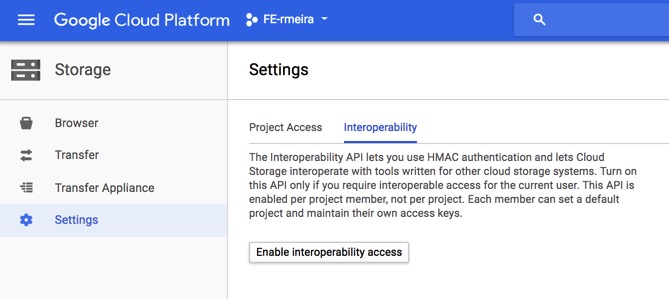 Google Cloud Platform
FE-rmeira
Storage
Settings
Browser
Transfer
Transfer Appliance
Settings
Project Access
Interoperability
The Interoperability API lets you use HMAC authentication and lets Cloud
Storage interoperate with tools written for other cloud storage systems. Turn on
this API only if you require interoperable access for the current user. This API is
enabled per project member, not per project. Each member can set a default
project and maintain their own access keys.
Enable interoperability access